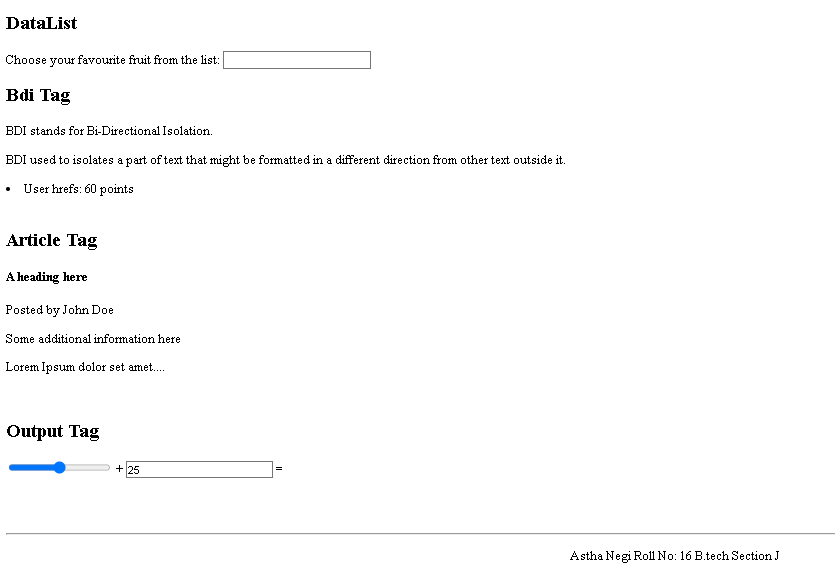 DataList
Choose your favourite fruit from the list:
Bdi Tag
BDI stands for Bi-Directional Isolation.
BDI used to isolates a part of text that might be formatted in a different direction from other text outside it.
• User hrefs: 60 points
Article Tag
A heading here
Posted by John Doe
Some additional information here
Lorem Ipsum dolor set amet....
Output Tag
+ 25 =
Astha Negi Roll No: 16 B.tech Section J